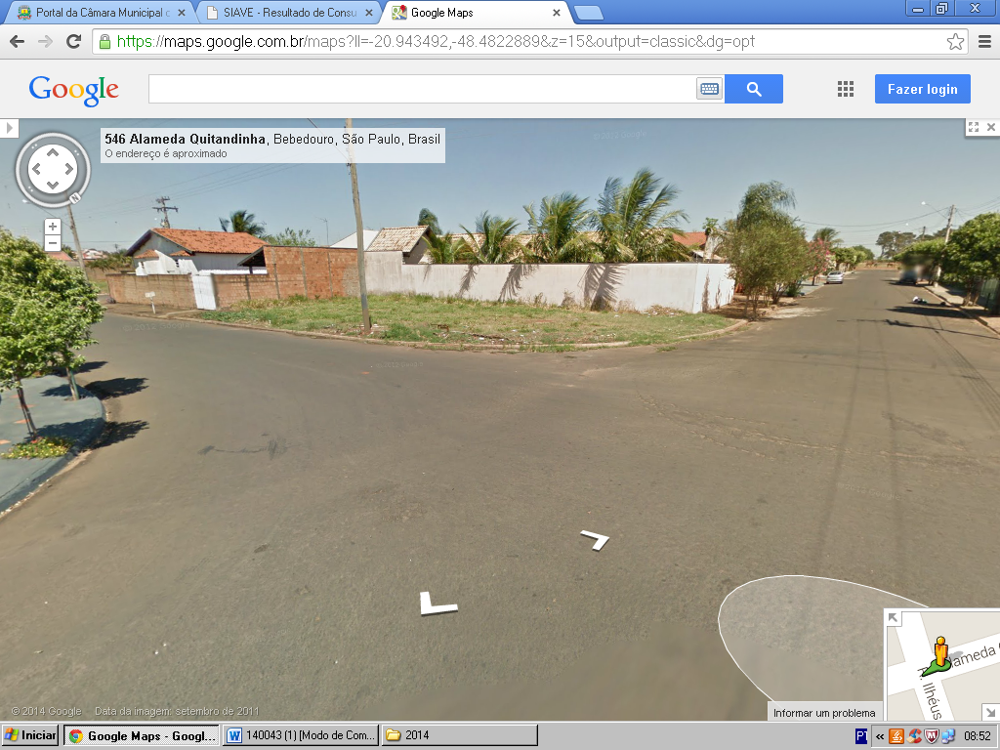 Portal da Câmara Municipal d
SIAVE - Resultado de Consu
Google Maps
https://maps.google.com.br/maps?ll=-20.943492,-48.4822889&z=15&output=classic&dg=opt
Google
Fazer login
546 Alameda Quitandinha, Bebedouro, São Paulo, Brasil
O endereço é aproximado
N
+
−
Alameda
R. Ilhéus
© 2014 Google
Data da imagem: setembro de 2011
Informar um problema
Iniciar
Google Maps - Googl...
140043 (1) [Modo de Com...
2014
PT
«
08:52